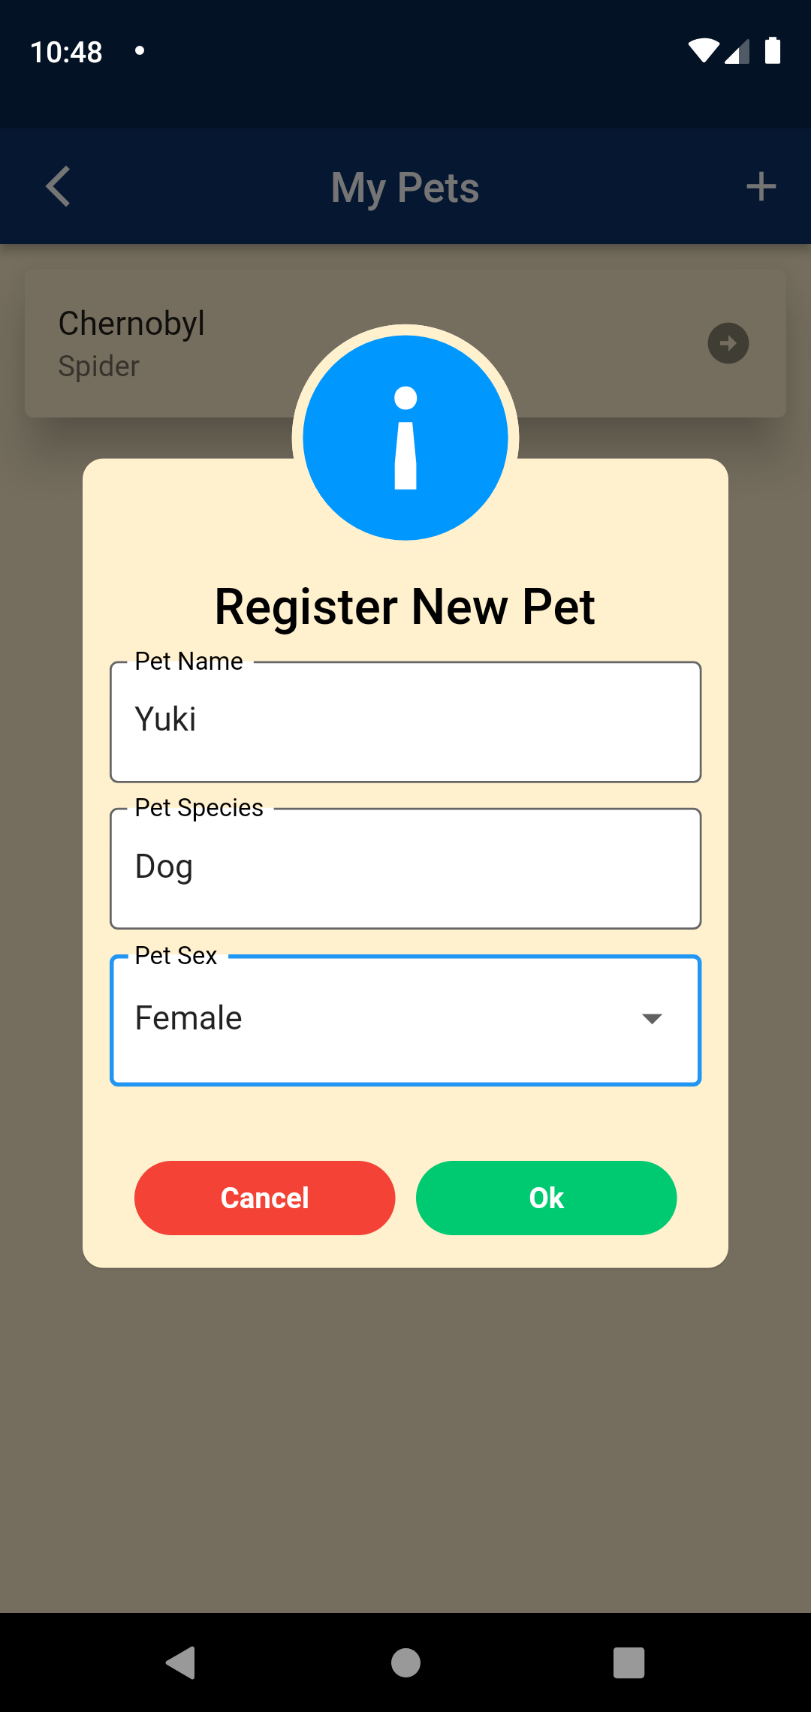 10:48
My Pets
Chernobyl
Spider
Register New Pet
Pet Name
Yuki
Pet Species
Dog
Pet Sex
Female
Cancel
Ok